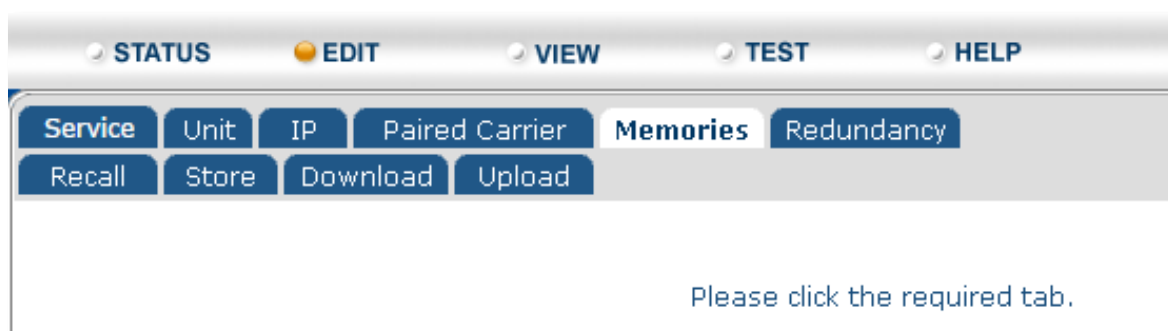 STATUS EDIT VIEW TEST HELP
Service Unit IP Paired Carrier Memories Redundancy
Recall Store Download Upload
Please click the required tab.